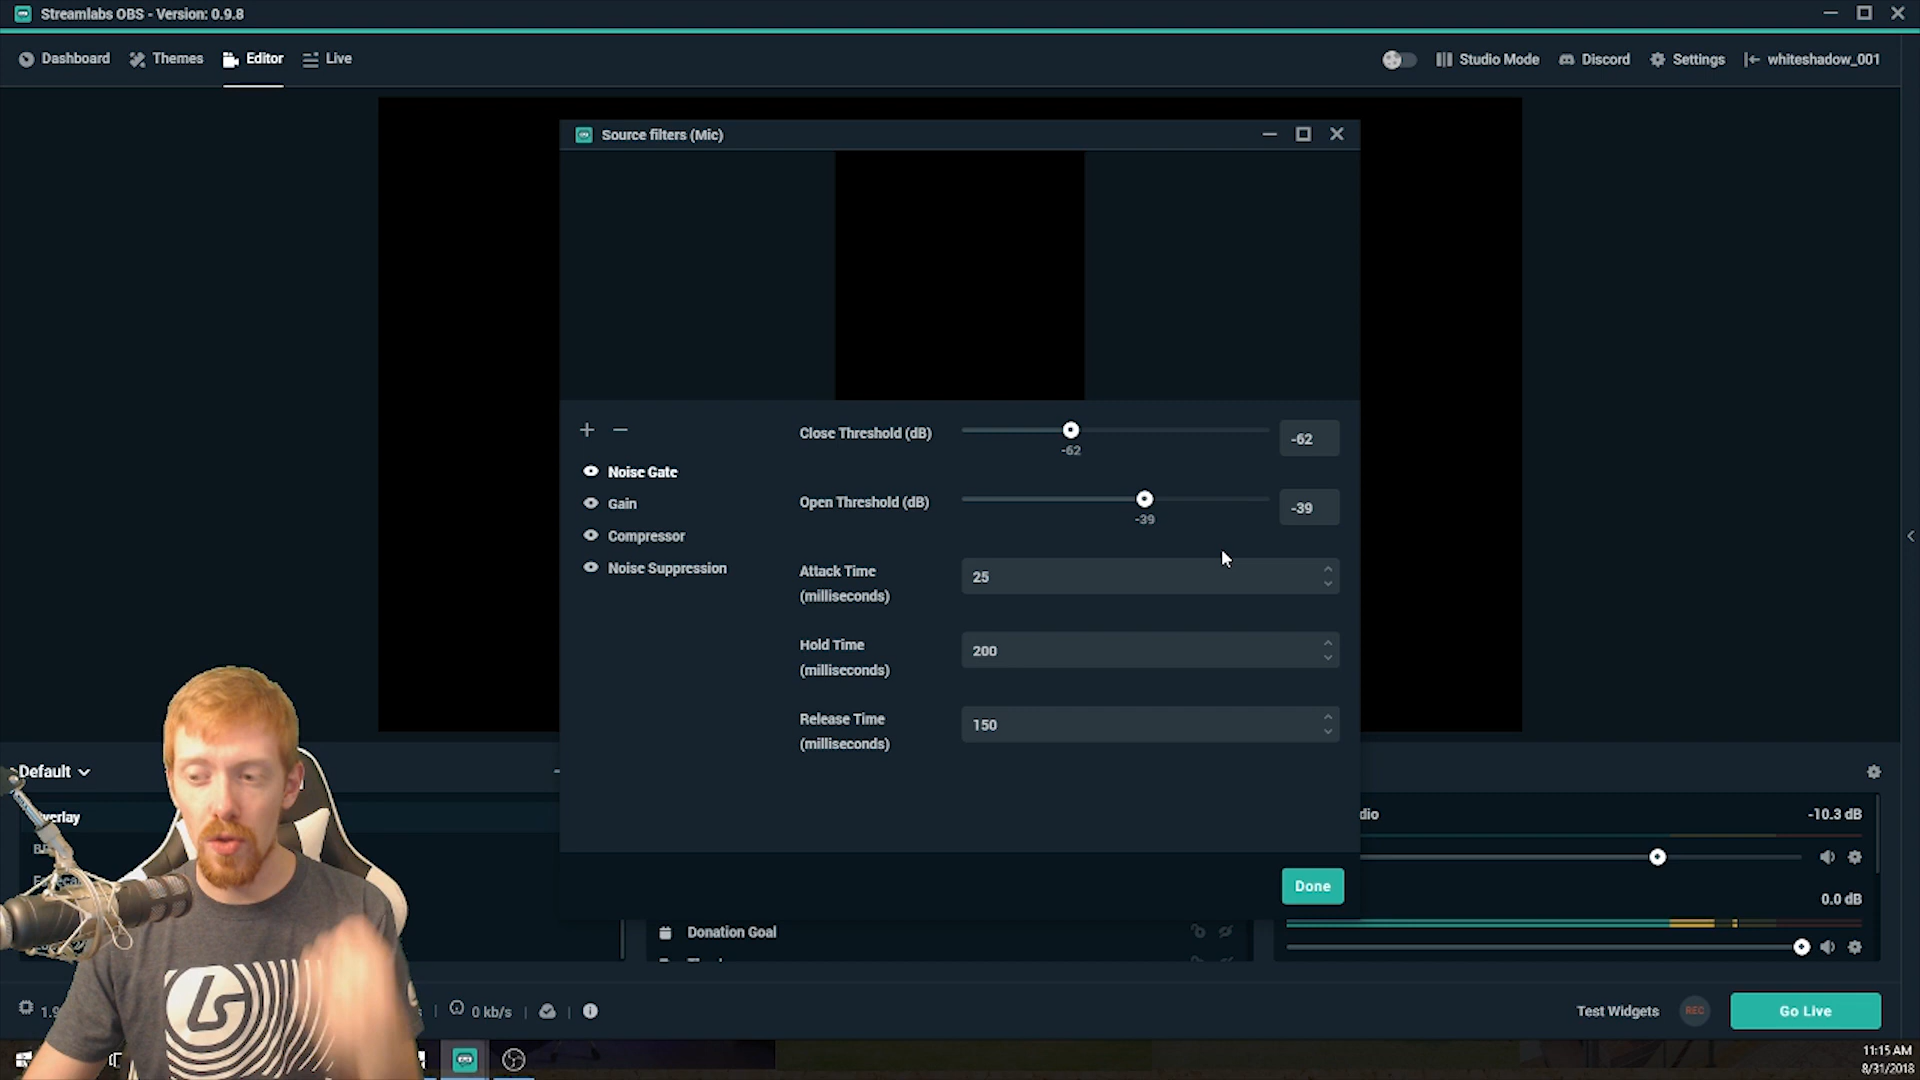 Streamlabs OBS - Version: 0.9.8
Dashboard
Themes
Editor
Live
Studio Mode
Discord
Settings
whiteshadow_001
Source filters (Mic)
Noise Gate
Gain
Compressor
Noise Suppression
Close Threshold (dB)
-62
-62
Open Threshold (dB)
-39
-39
Attack Time
(milliseconds)
25
Hold Time
(milliseconds)
200
Release Time
(milliseconds)
150
Done
Default
-10.3 dB
0.0 dB
Donation Goal
0 kb/s
Test Widgets
REC
Go Live
11:15 AM
8/31/2018